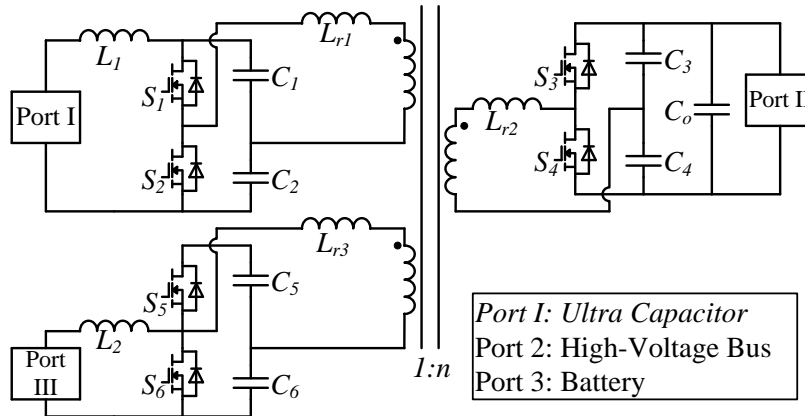 L1
Port I
S1
S2
C1
C2
Lr1
Lr2
S3
S4
C3
C4
Co
Port II
L2
Port
III
S5
S6
C5
C6
Lr3
1:n
Port I: Ultra Capacitor
Port 2: High-Voltage Bus
Port 3: Battery